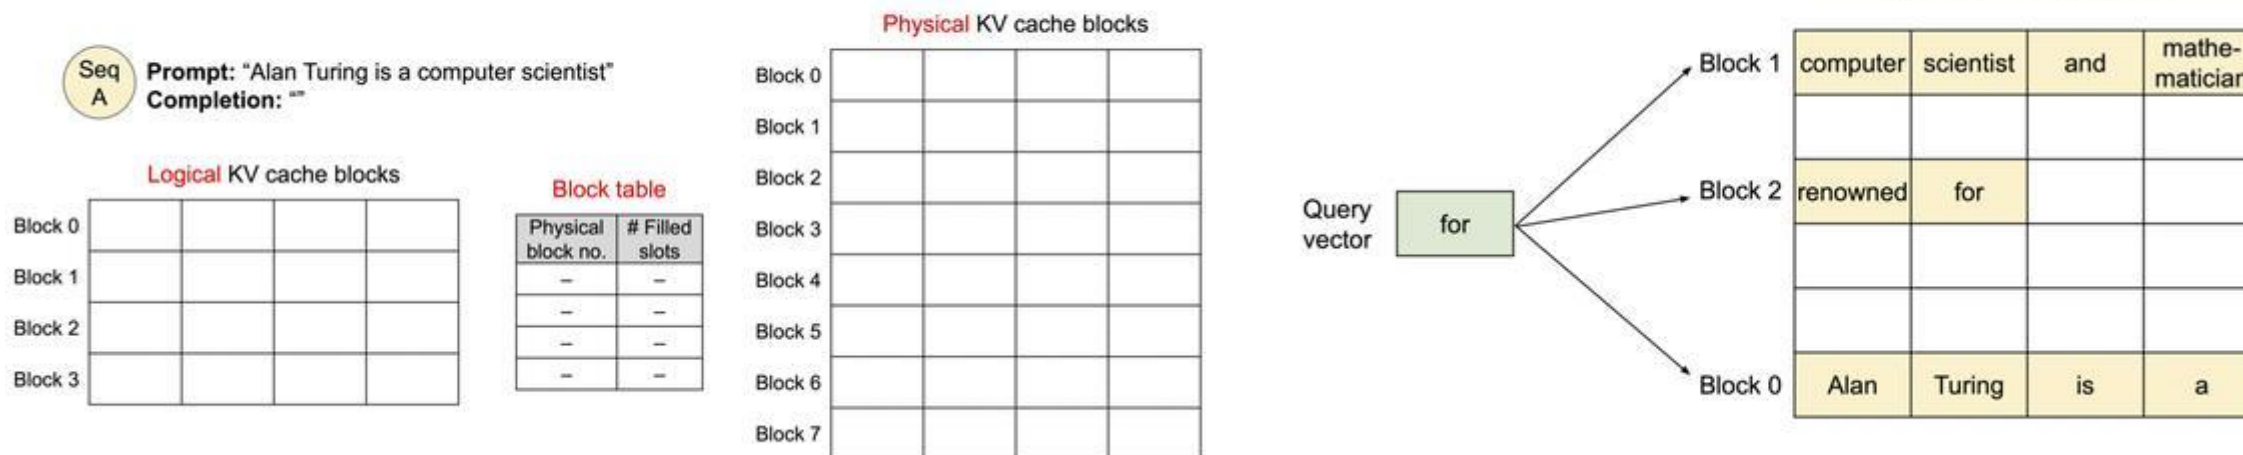 Seq
A
Prompt: “Alan Turing is a computer scientist”
Completion: “”
Logical KV cache blocks
Block 0
Block 1
Block 2
Block 3
Block table
Physical
block no.
# Filled
slots
– –
– –
– –
– –
Physical KV cache blocks
Block 0
Block 1
Block 2
Block 3
Block 4
Block 5
Block 6
Block 7
Query
vector
for
Block 1
computer scientist and mathe-
matician
Block 2
renowned for
Block 0
Alan Turing is a